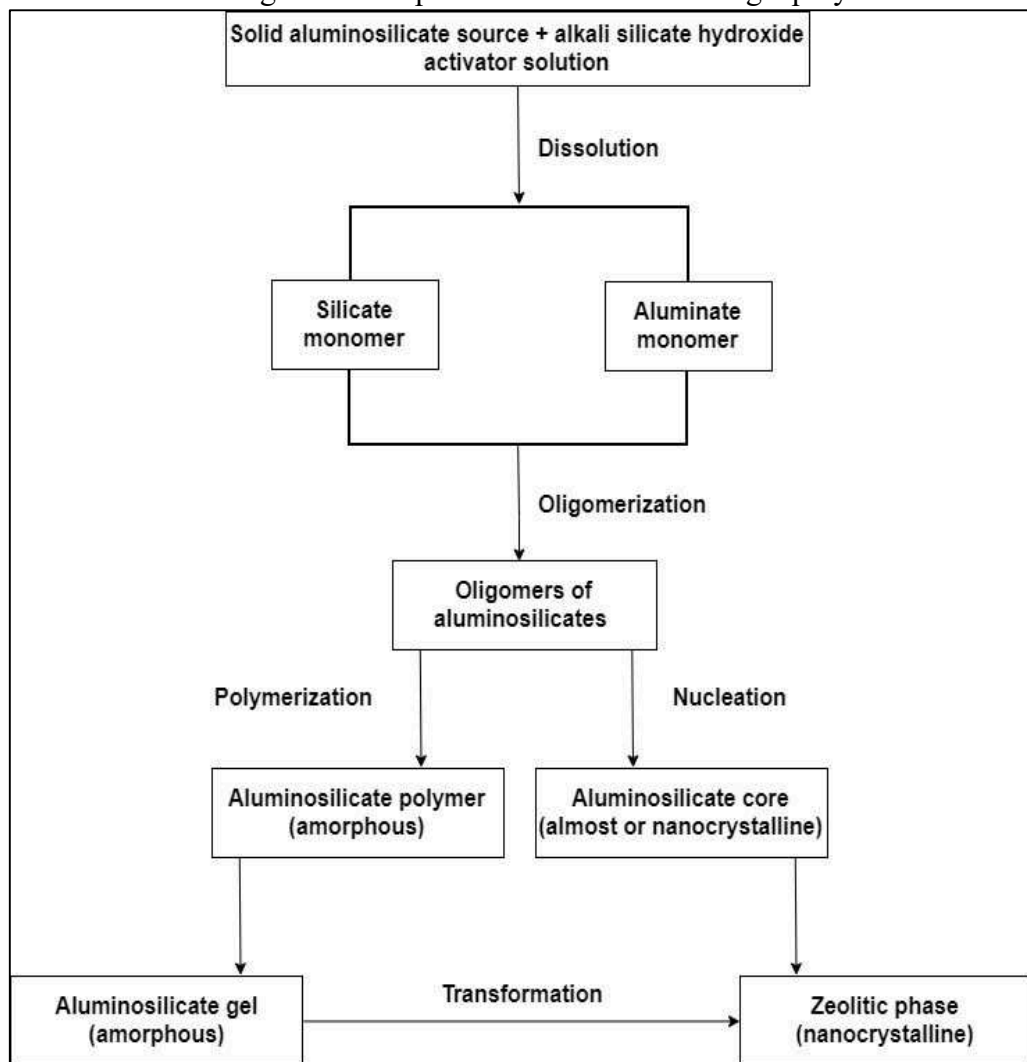 Solid aluminosilicate source + alkali silicate hydroxide
activator solution
Dissolution
Silicate
monomer
Aluminate
monomer
Oligomerization
Oligomers of
aluminosilicates
Polymerization
Nucleation
Aluminosilicate polymer
(amorphous)
Aluminosilicate core
(almost or nanocrystalline)
Aluminosilicate gel
(amorphous)
Transformation
Zeolitic phase
(nanocrystalline)